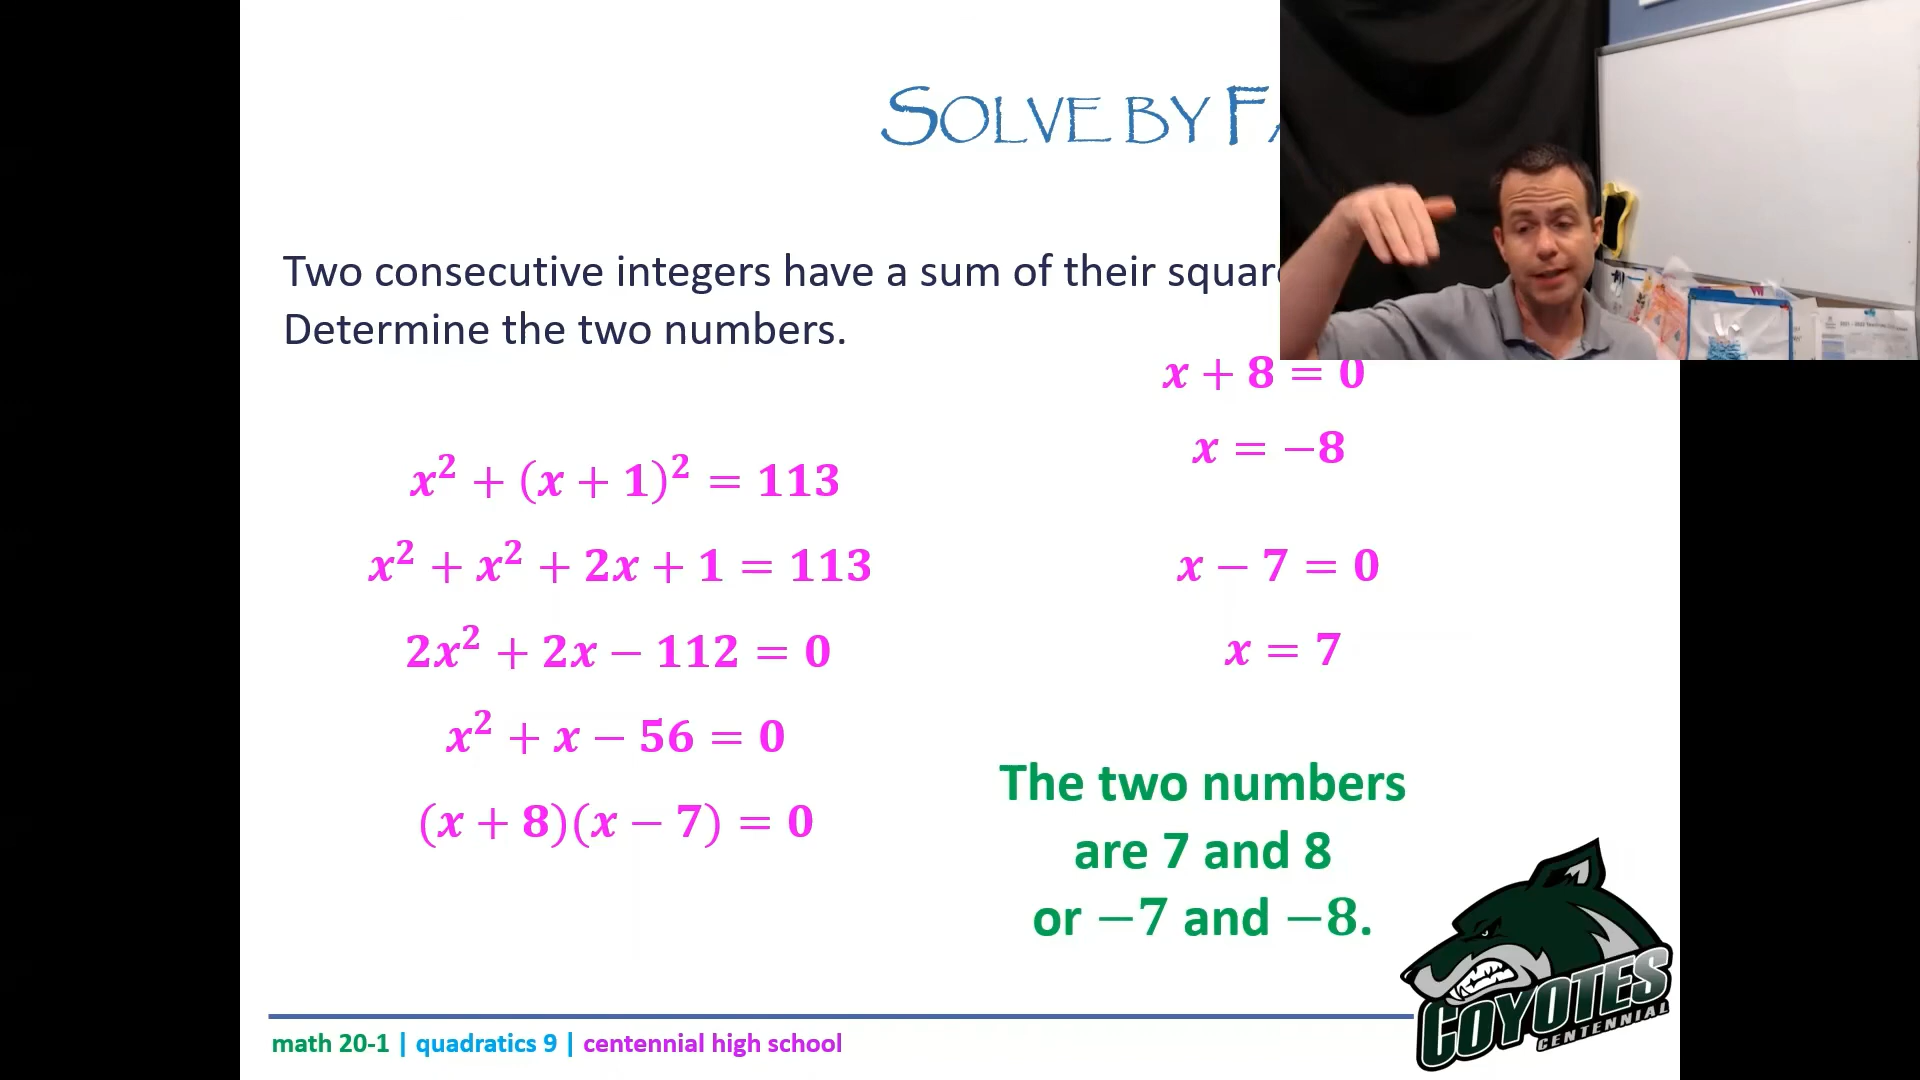 SOLVE BY
Two consecutive integers have a sum of their
Determine the two numbers.
x² + (x + 1)² = 113
x² + x² + 2x + 1 = 113
2x² + 2x − 112 = 0
x² + x − 56 = 0
(x + 8)(x − 7) = 0
x + 8 = 0
x = −8
x − 7 = 0
x = 7
The two numbers
are 7 and 8
or −7 and −8.
COYOTES
CENTENNIAL
math 20-1 | quadratics 9 | centennial high school